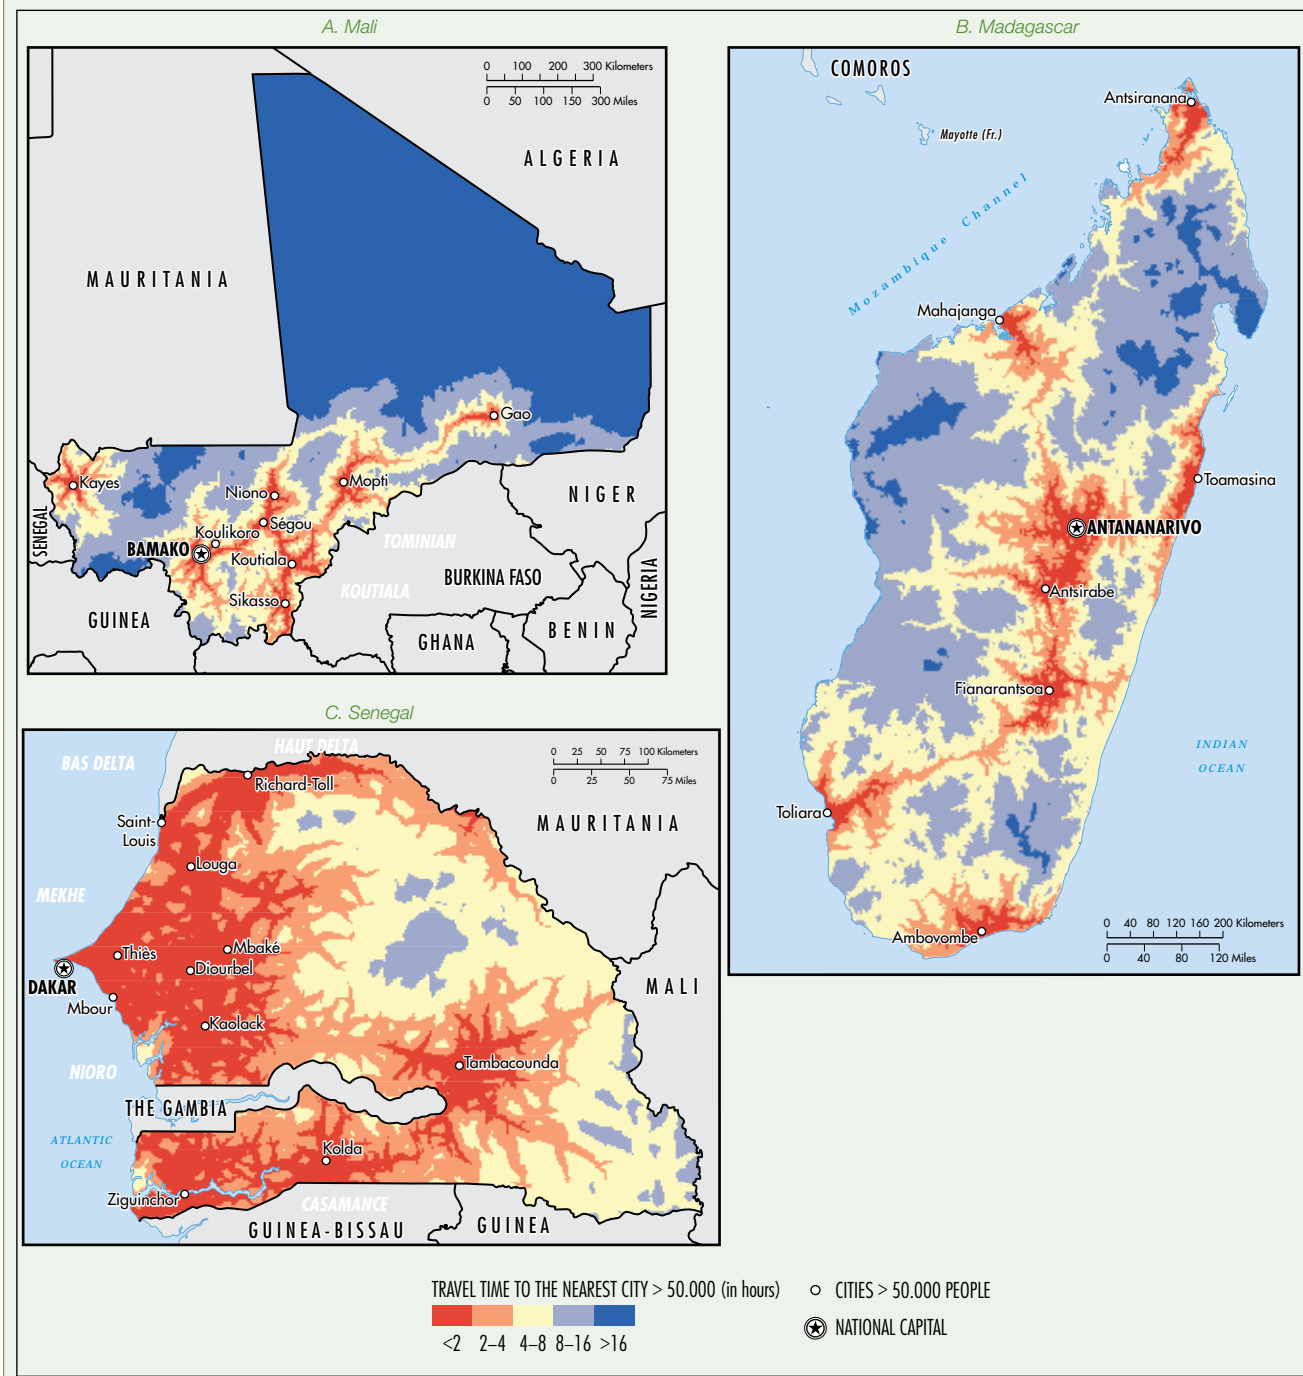 A. Mali
0 100 200 300 Kilometers
0 50 100 150 300 Miles
ALGERIA
MAURITANIA
Gao
Kayes
Niono
Mopti
NIGER
SENEGAL
Koulikoro
Ségou
BAMAKO
Koutiala
TOMINIAN
BURKINA FASO
KOUTIALA
NIGERIA
Sikasso
GUINEA
GHANA
BENIN
B. Madagascar
COMOROS
Antsiranana
Mayotte (Fr.)
Mozambique Channel
Mahajanga
Toamasina
ANTANANARIVO
Antsirabe
Fianarantsoa
INDIAN
OCEAN
Toliara
Ambovombe
0 40 80 120 160 200 Kilometers
0 40 80 120 Miles
C. Senegal
HAUT DELTA
BAS DELTA
0 25 50 75 100 Kilometers
0 25 50 75 Miles
Richard-Toll
Saint-
Louis
MAURITANIA
Louga
MEKHE
Mbaké
Thiès
Diourbel
DAKAR
MALI
Mbour
Kaolack
Tambacounda
NIORO
THE GAMBIA
ATLANTIC
OCEAN
Kolda
Ziguinchor
CASAMANCE
GUINEA-BISSAU
GUINEA
TRAVEL TIME TO THE NEAREST CITY > 50.000 (in hours)
<2 2–4 4–8 8–16 >16
CITIES > 50.000 PEOPLE
NATIONAL CAPITAL